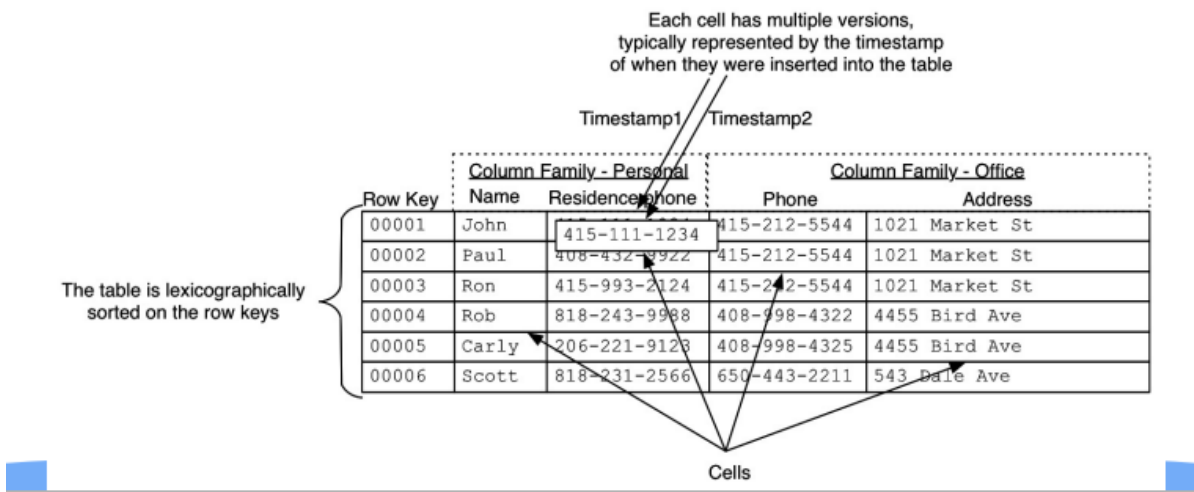 Each cell has multiple versions,
typically represented by the timestamp
of when they were inserted into the table
Timestamp1 Timestamp2
Column Family - Personal Column Family - Office
Row Key Name Residence phone Phone Address
00001 John 415-111-1234 415-212-5544 1021 Market St
00002 Paul 408-432-9922 415-212-5544 1021 Market St
00003 Ron 415-993-2124 415-212-5544 1021 Market St
00004 Rob 818-243-9988 408-998-4322 4455 Bird Ave
00005 Carly 206-221-9123 408-998-4325 4455 Bird Ave
00006 Scott 818-231-2566 650-443-2211 543 Dale Ave
The table is lexicographically
sorted on the row keys
Cells